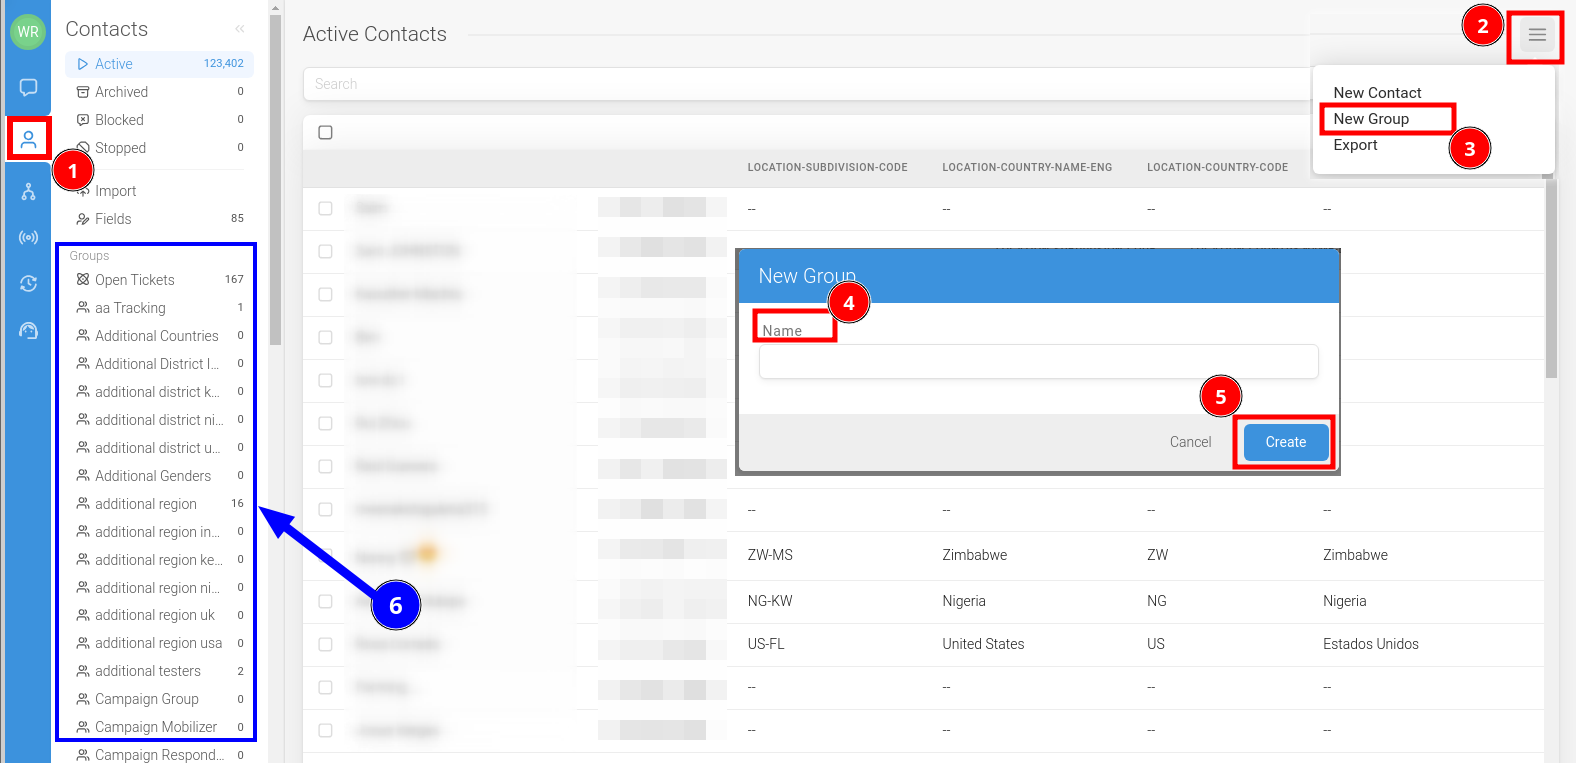 WR
Contacts
Active 123,402
Archived 0
Blocked 0
Stopped 0
1
Import
Fields 85
Groups
Open Tickets 167
aa Tracking 1
Additional Countries 0
Additional District l... 0
additional district k... 0
additional district ni... 0
additional district u... 0
Additional Genders 0
additional region 16
additional region in... 0
additional region ke... 0
additional region ni... 0
additional region uk 0
additional region usa 0
additional testers 2
Campaign Group 0
Campaign Mobilizer 0
Campaign Respond... 0
6
Active Contacts
Search
2
New Contact
New Group
Export
3
LOCATION-SUBDIVISION-CODE LOCATION-COUNTRY-NAME-ENG LOCATION-COUNTRY-CODE
-- -- -- --
New Group
4
Name
5
Cancel Create
-- -- -- --
ZW-MS Zimbabwe ZW Zimbabwe
NG-KW Nigeria NG Nigeria
US-FL United States US Estados Unidos
-- -- -- --
-- -- -- --